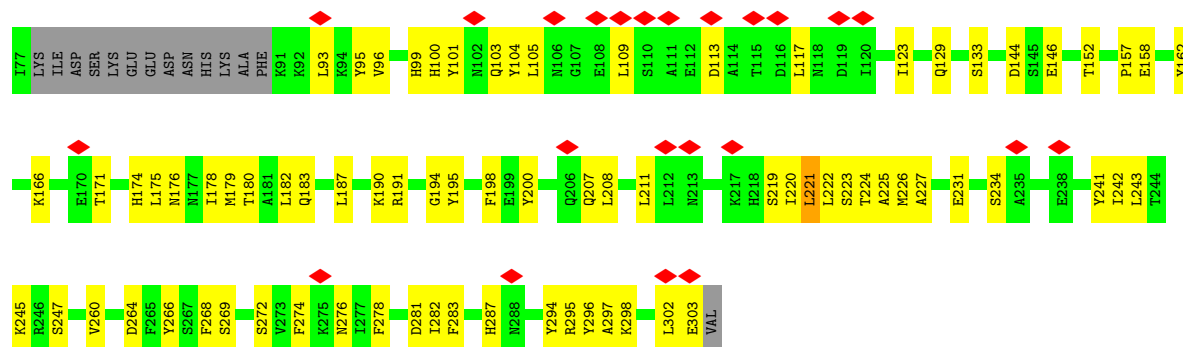 I77 LYS ILE ASP SER LYS GLU GLU ASP ASN HIS LYS ALA PHE K91 K92 L93 K94 Y95 V96 H99 H100 Y101 N102 Q103 Y104 L105 N106 G107 E108 L109 S110 A111 E112 D113 A114 T115 D116 L117 N118 D119 I120 I123 Q129 S133 D144 S145 E146 T152 P157 E158
K166 E170 T171 H174 L175 N176 N177 I178 M179 T180 A181 L182 Q183 L187 K190 R191 G194 Y195 F198 E199 Y200 Q206 Q207 L208 L211 L212 N213 K217 H218 S219 I220 L221 L222 S223 T224 A225 M226 A227 E231 S234 A235 E238 Y241 I242 L243 T244
K245 R246 S247 V260 D264 F265 Y266 S267 F268 S269 S272 V273 F274 K275 N276 I277 F278 D281 I282 F283 H287 N288 Y294 R295 Y296 A297 K298 L302 E303 VAL